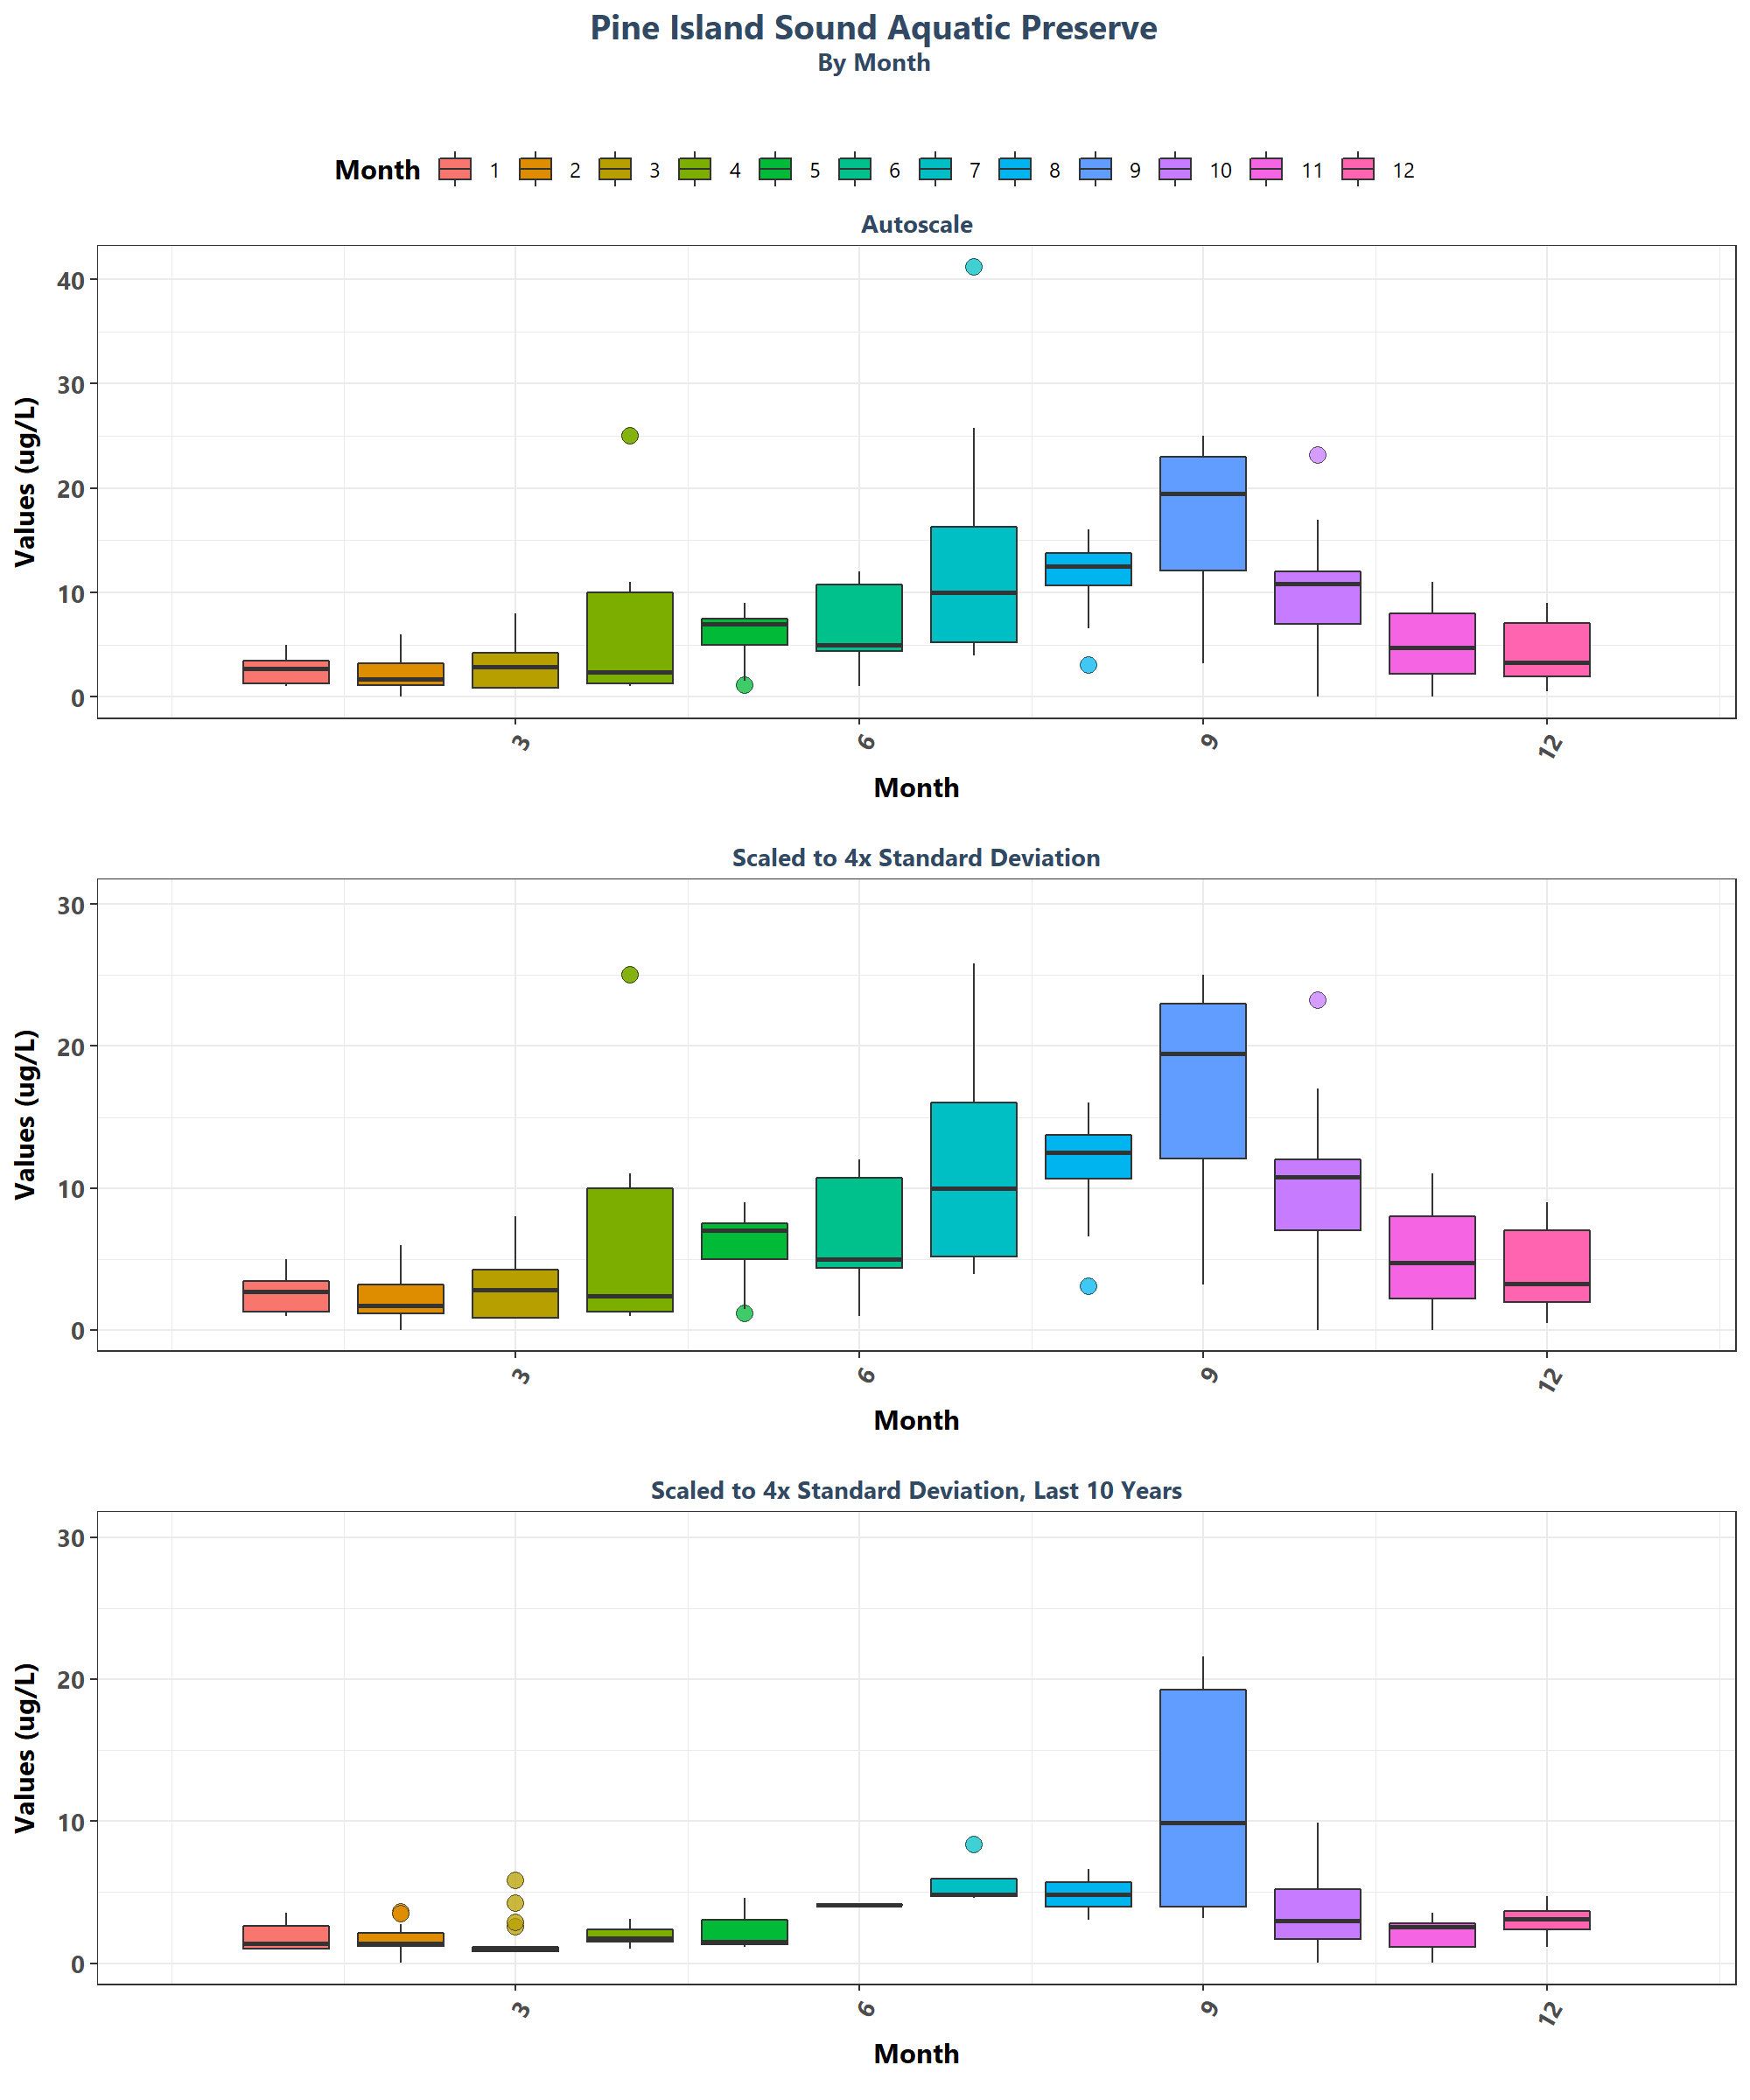 Pine Island Sound Aquatic Preserve
By Month
Month 1 2 3 4 5 6 7 8 9 10 11 12
Autoscale
Values (ug/L)
40
30
20
10
0
3 6 9 12
Month
Scaled to 4x Standard Deviation
Values (ug/L)
30
20
10
0
3 6 9 12
Month
Scaled to 4x Standard Deviation, Last 10 Years
Values (ug/L)
30
20
10
0
3 6 9 12
Month